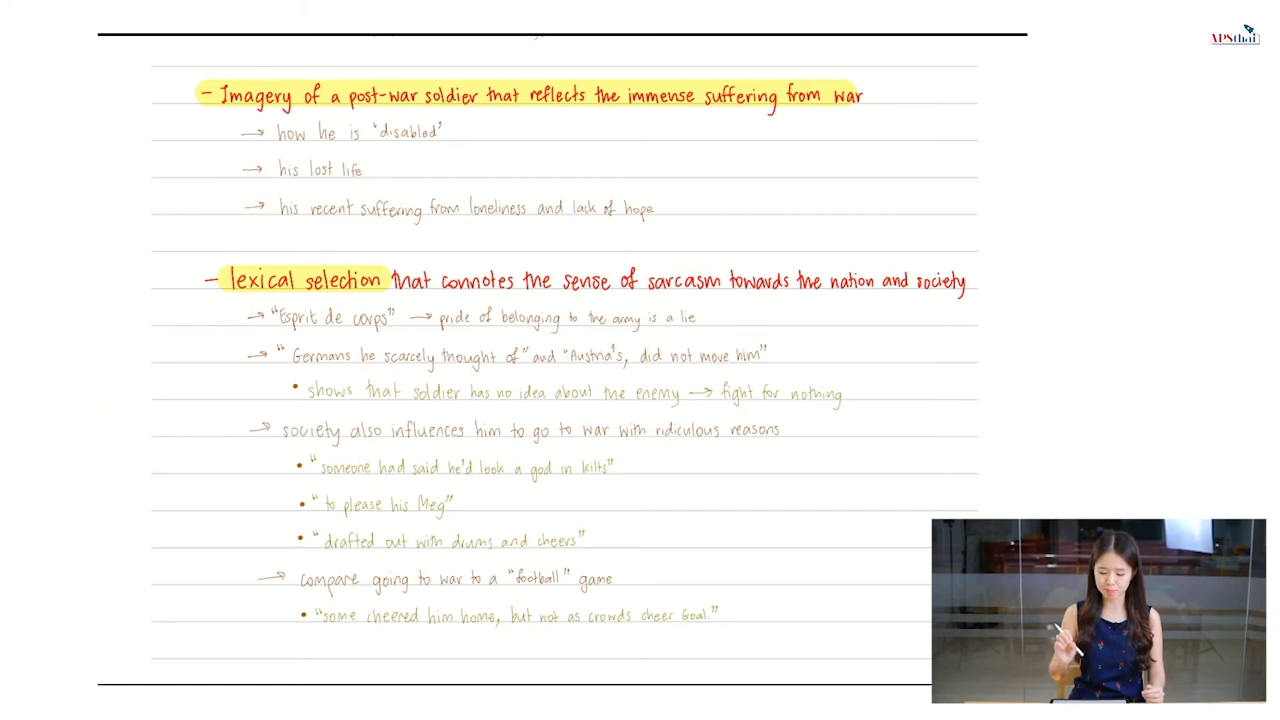 APSthai
- Imagery of a post-war soldier that reflects the immense suffering from war
→ how he is 'disabled'
→ his lost life
→ his recent suffering from loneliness and lack of hope
- lexical selection that connotes the sense of sarcasm towards the nation and society
→ "Esprit de corps" → pride of belonging to the army is a lie
→ "Germans he scarcely thought of" and "Austria's, did not move him"
• shows that soldier has no idea about the enemy → fight for nothing
→ society also influences him to go to war with ridiculous reasons
• "someone had said he'd look a god in kilts"
• "to please his Meg"
• "drafted out with drums and cheers"
→ compare going to war to a "football" game
• "some cheered him home, but not as crowds cheer Goal."